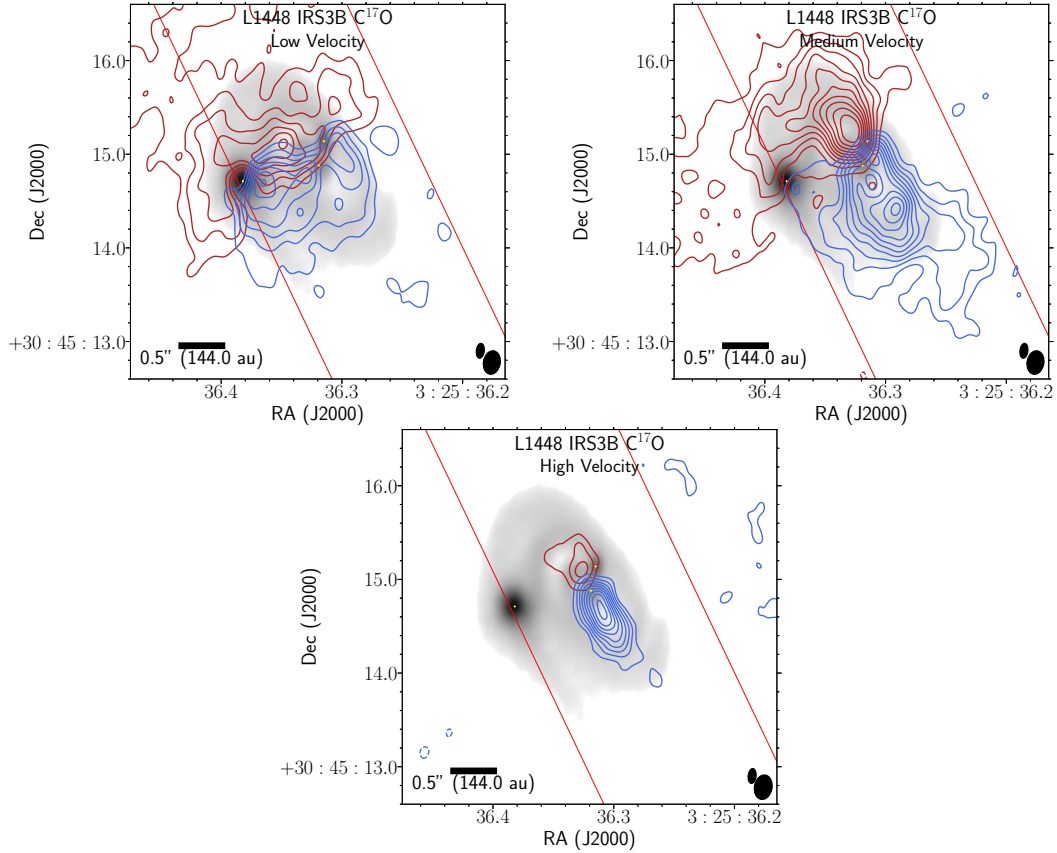 L1448 IRS3B C¹⁷O
Low Velocity
16.0
15.0
14.0
+30 : 45 : 13.0
Dec (J2000)
0.5" (144.0 au)
36.4
36.3
3 : 25 : 36.2
RA (J2000)
L1448 IRS3B C¹⁷O
Medium Velocity
16.0
15.0
14.0
+30 : 45 : 13.0
Dec (J2000)
0.5" (144.0 au)
36.4
36.3
3 : 25 : 36.2
RA (J2000)
L1448 IRS3B C¹⁷O
High Velocity
16.0
15.0
14.0
+30 : 45 : 13.0
Dec (J2000)
0.5" (144.0 au)
36.4
36.3
3 : 25 : 36.2
RA (J2000)